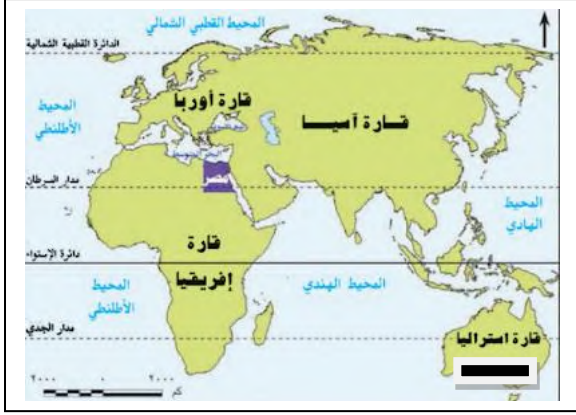 المحيط القطبي الشمالي
الدائرة القطبية الشمالية
المحيط
الأطلنطي
قارة أوربا
قارة آسيا
مصر
مدار السرطان
المحيط
الهادي
قارة
إفريقيا
دائرة الإستواء
المحيط
الأطلنطي
المحيط الهندي
مدار الجدي
قارة استراليا
٢٠٠٠ ٠ ٢٠٠٠ كم